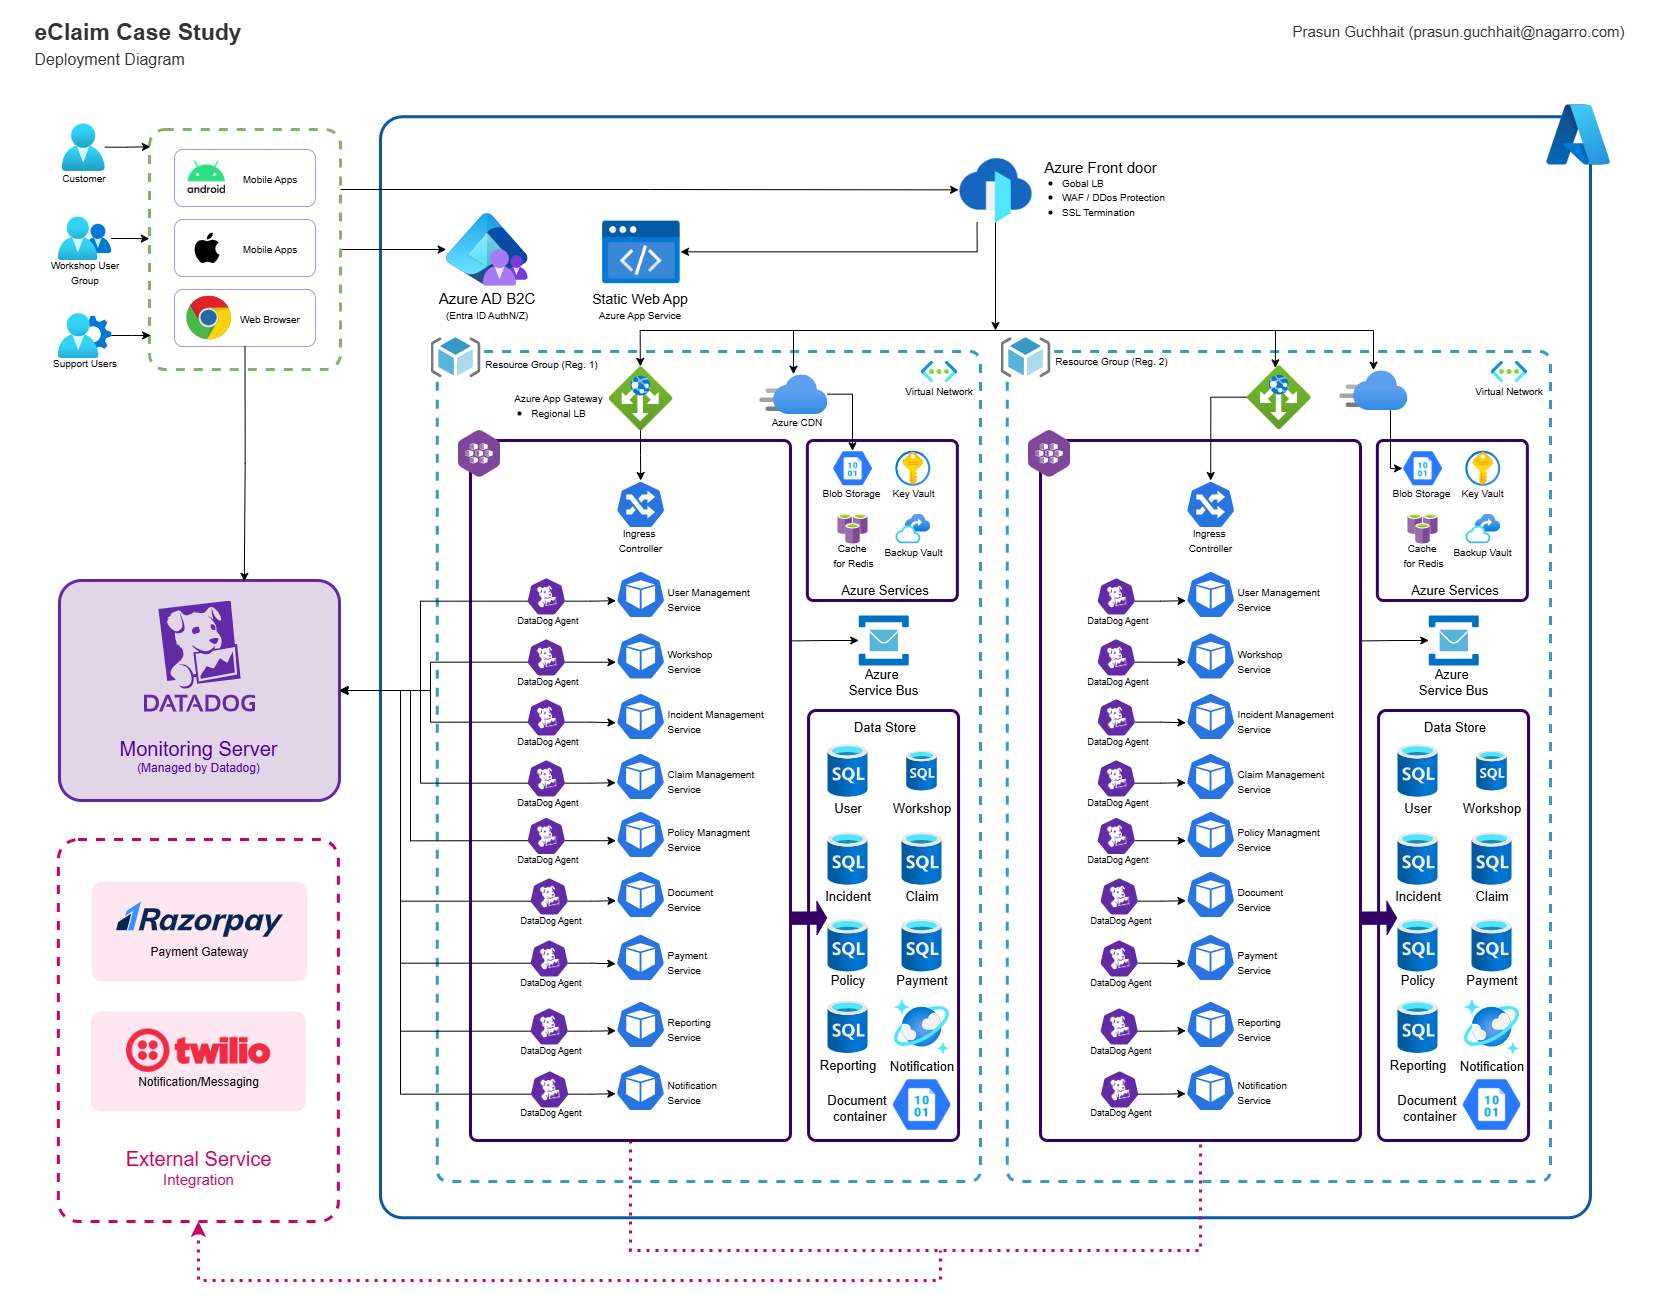 eClaim Case Study
Deployment Diagram
Prasun Guchhait (prasun.guchhait@nagarro.com)
Customer
Workshop User
Group
Support Users
android
Mobile Apps
Mobile Apps
Web Browser
Azure Front door
Gobal LB
WAF / DDos Protection
SSL Termination
Azure AD B2C
(Entra ID AuthN/Z)
Static Web App
Azure App Service
Resource Group (Reg. 1)
Virtual Network
Azure App Gateway
Regional LB
Azure CDN
Ingress
Controller
DataDog Agent
User Management
Service
DataDog Agent
Workshop
Service
DataDog Agent
Incident Management
Service
DataDog Agent
Claim Management
Service
DataDog Agent
Policy Managment
Service
DataDog Agent
Document
Service
DataDog Agent
Payment
Service
DataDog Agent
Reporting
Service
DataDog Agent
Notification
Service
10
01
Blob Storage
Key Vault
Cache
for Redis
Backup Vault
Azure Services
Azure
Service Bus
Data Store
SQL
User
SQL
Workshop
SQL
Incident
SQL
Claim
SQL
Policy
SQL
Payment
SQL
Reporting
Notification
Document
container
10
01
Resource Group (Reg. 2)
Virtual Network
Ingress
Controller
DataDog Agent
User Management
Service
DataDog Agent
Workshop
Service
DataDog Agent
Incident Management
Service
DataDog Agent
Claim Management
Service
DataDog Agent
Policy Managment
Service
DataDog Agent
Document
Service
DataDog Agent
Payment
Service
DataDog Agent
Reporting
Service
DataDog Agent
Notification
Service
10
01
Blob Storage
Key Vault
Cache
for Redis
Backup Vault
Azure Services
Azure
Service Bus
Data Store
SQL
User
SQL
Workshop
SQL
Incident
SQL
Claim
SQL
Policy
SQL
Payment
SQL
Reporting
Notification
Document
container
10
01
DATADOG
Monitoring Server
(Managed by Datadog)
Razorpay
Payment Gateway
twilio
Notification/Messaging
External Service
Integration